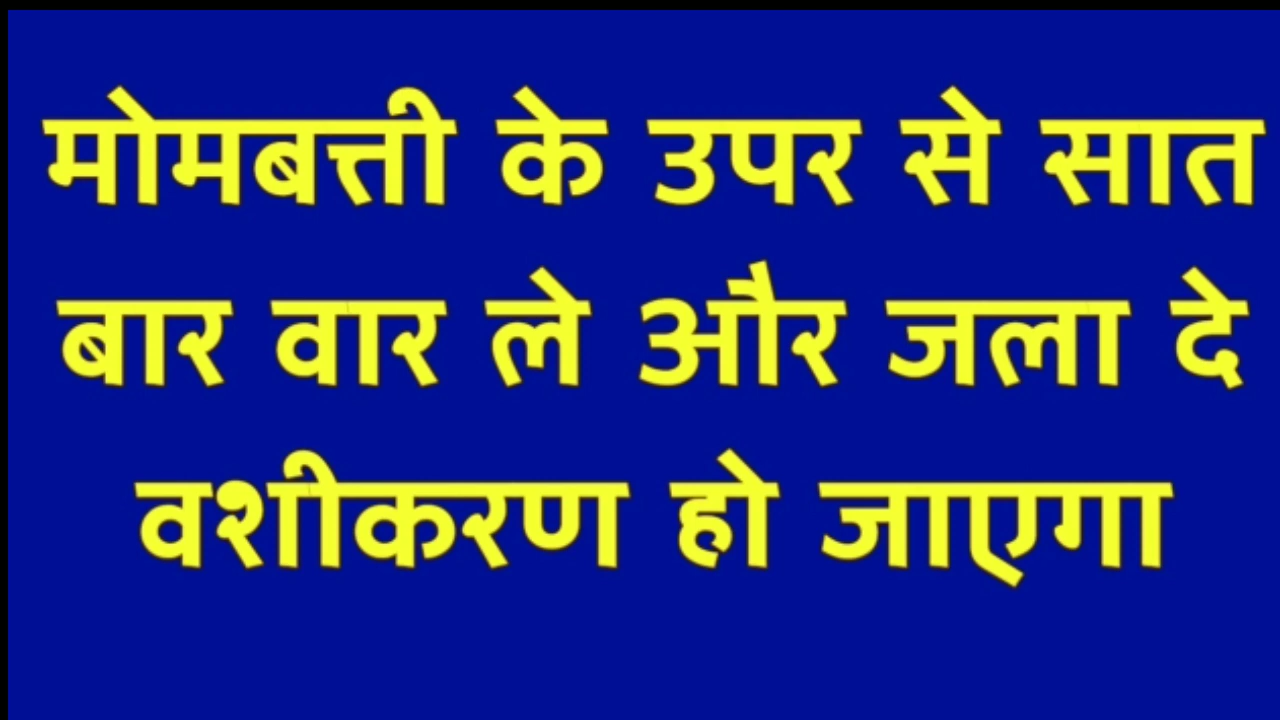 मोमबत्ती के उपर से सात
बार वार ले और जला दे
वशीकरण हो जाएगा